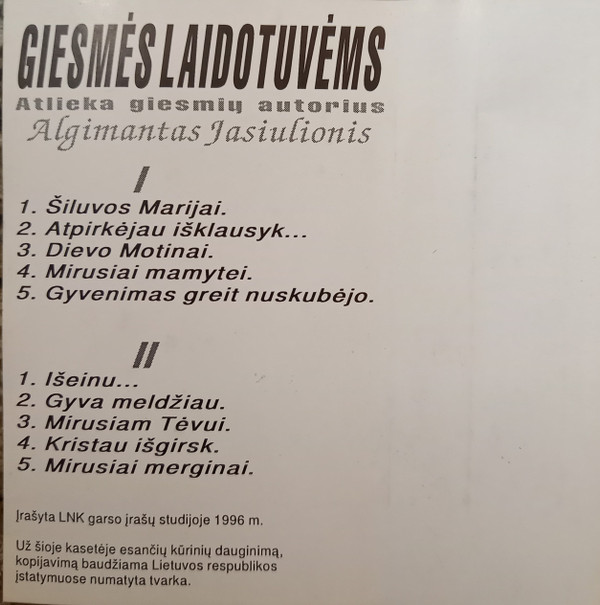 GIESMĖS LAIDOTUVĖMS
Atlieka giesmių autorius
Algimantas Jasiulionis
I
1. Šiluvos Marijai.
2. Atpirkėjau išklausyk...
3. Dievo Motinai.
4. Mirusiai mamytei.
5. Gyvenimas greit nuskubėjo.
II
1. Išeinu...
2. Gyva meldžiau.
3. Mirusiam Tėvui.
4. Kristau išgirsk.
5. Mirusiai merginai.
Įrašyta LNK garso įrašų studijoje 1996 m.
Už šioje kasetėje esančių kūrinių dauginimą,
kopijavimą baudžiama Lietuvos respublikos
įstatymuose numatyta tvarka.